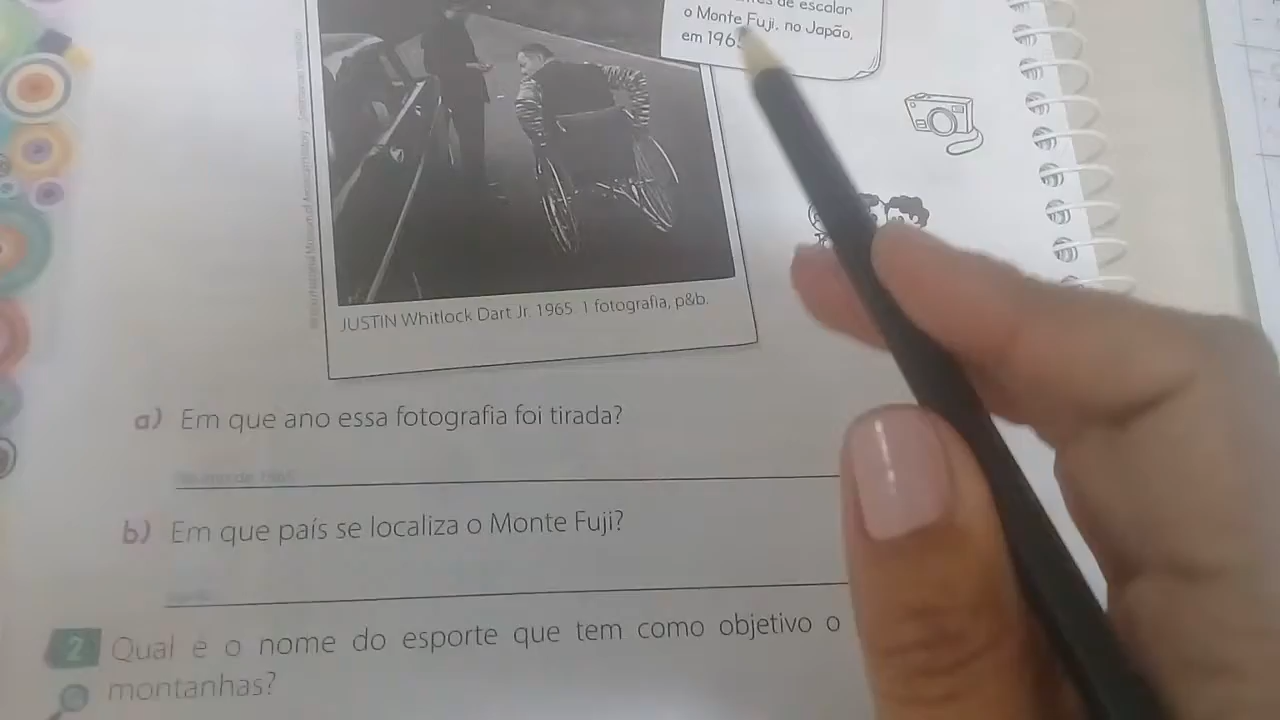 de escalar
o Monte Fuji, no Japão,
em 1965
JUSTIN Whitlock Dart Jr. 1965. 1 fotografia, p&b.
a) Em que ano essa fotografia foi tirada?
b) Em que país se localiza o Monte Fuji?
2 Qual é o nome do esporte que tem como objetivo o
montanhas?